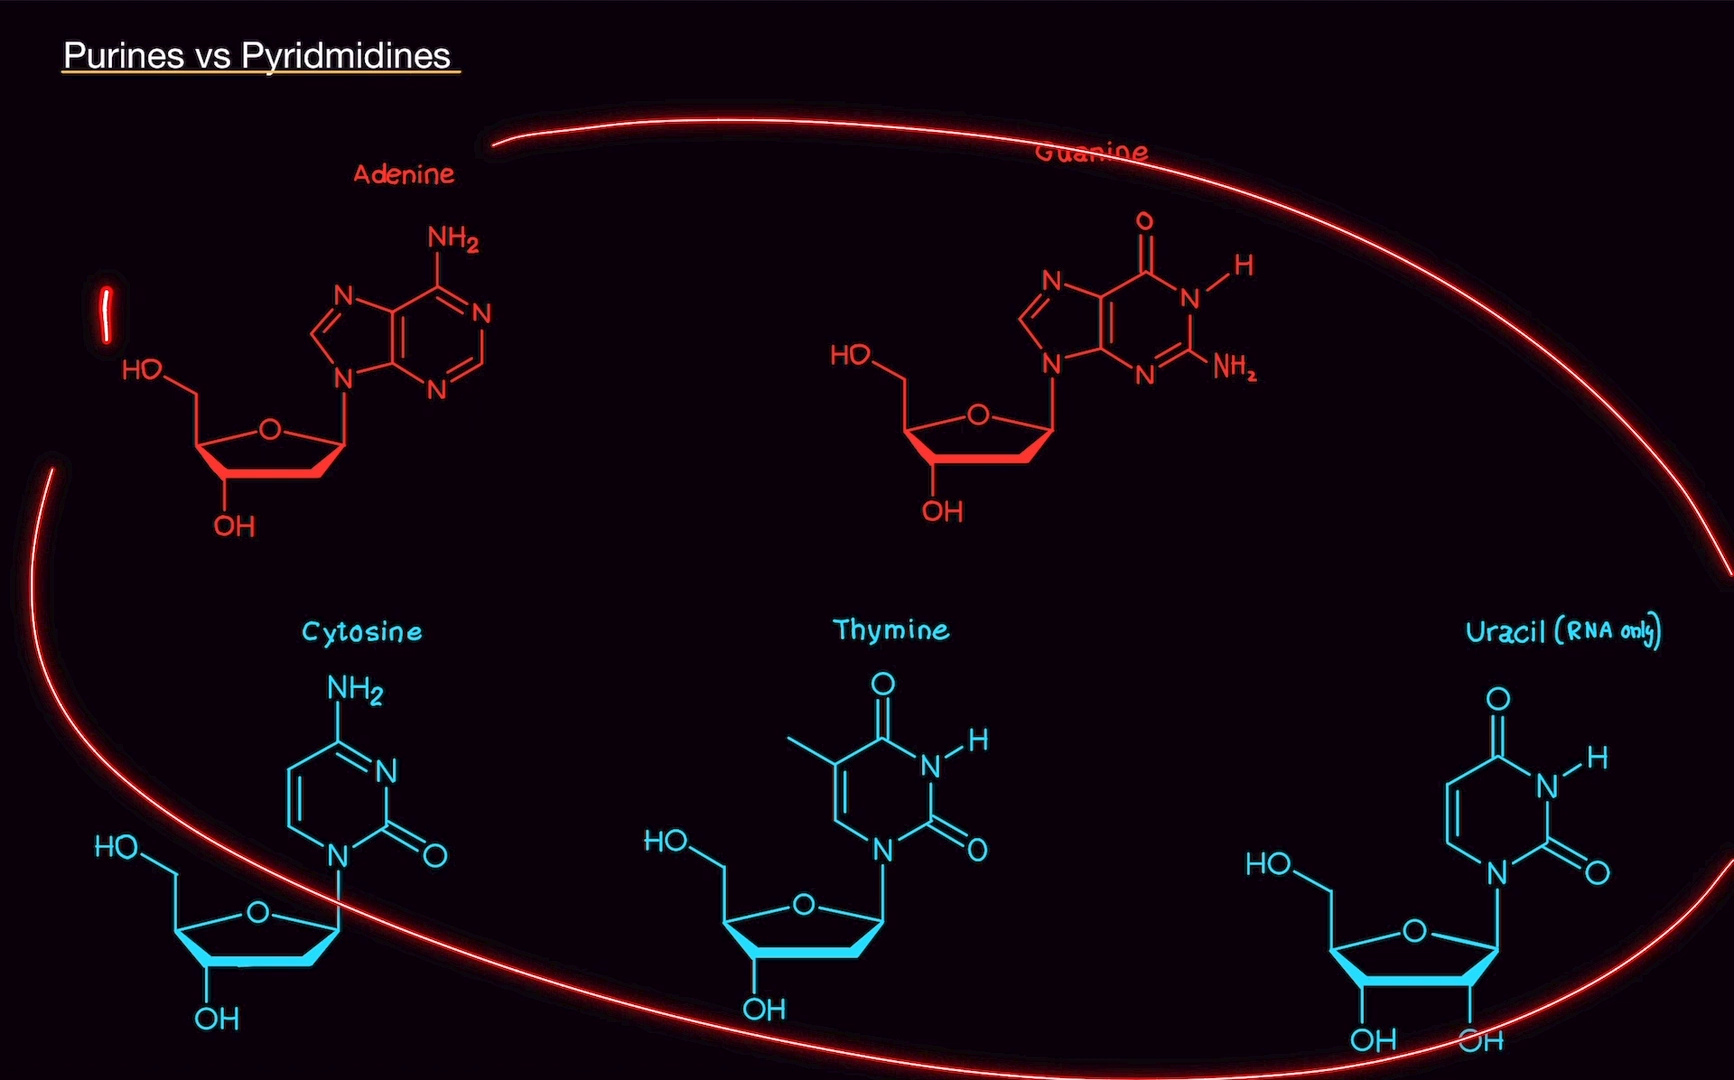 Purines vs Pyridmidines
Adenine
Guanine
NH2
N
N
N
N
HO
O
OH
O
H
N
N
N
N
NH2
HO
O
OH
Cytosine
Thymine
Uracil (RNA only)
NH2
N
N
O
HO
O
OH
O
H
N
N
O
HO
O
OH
O
H
N
N
O
HO
O
OH
OH